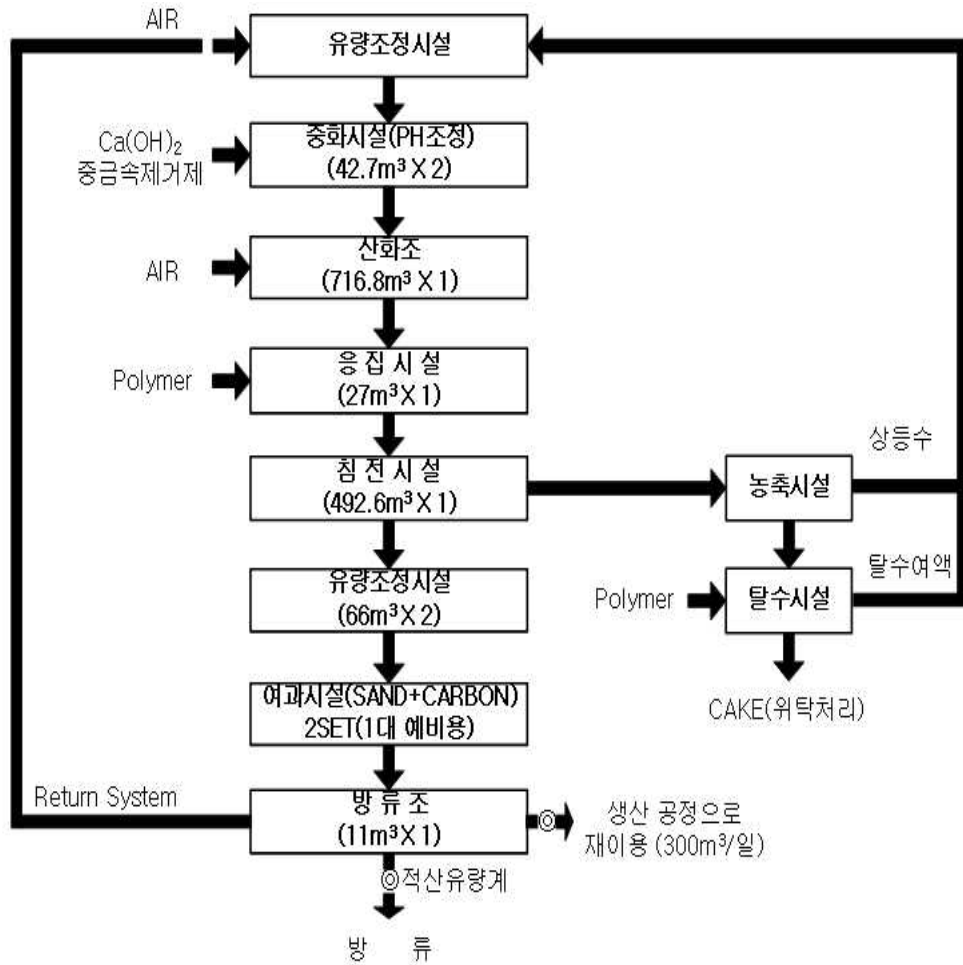 AIR
유량조정시설
Ca(OH)₂
중금속제거제
중화시설(PH조정)
(42.7m³ X 2)
AIR
산화조
(716.8m³ X 1)
Polymer
응 집 시 설
(27m³ X 1)
침 전 시 설
(492.6m³ X 1)
농축시설
상등수
유량조정시설
(66m³ X 2)
Polymer
탈수시설
탈수여액
여과시설(SAND+CARBON)
2SET(1대 예비용)
CAKE(위탁처리)
Return System
방 류 조
(11m³ X 1)
◎
생산 공정으로
재이용 (300m³/일)
◎적산유량계
방 류